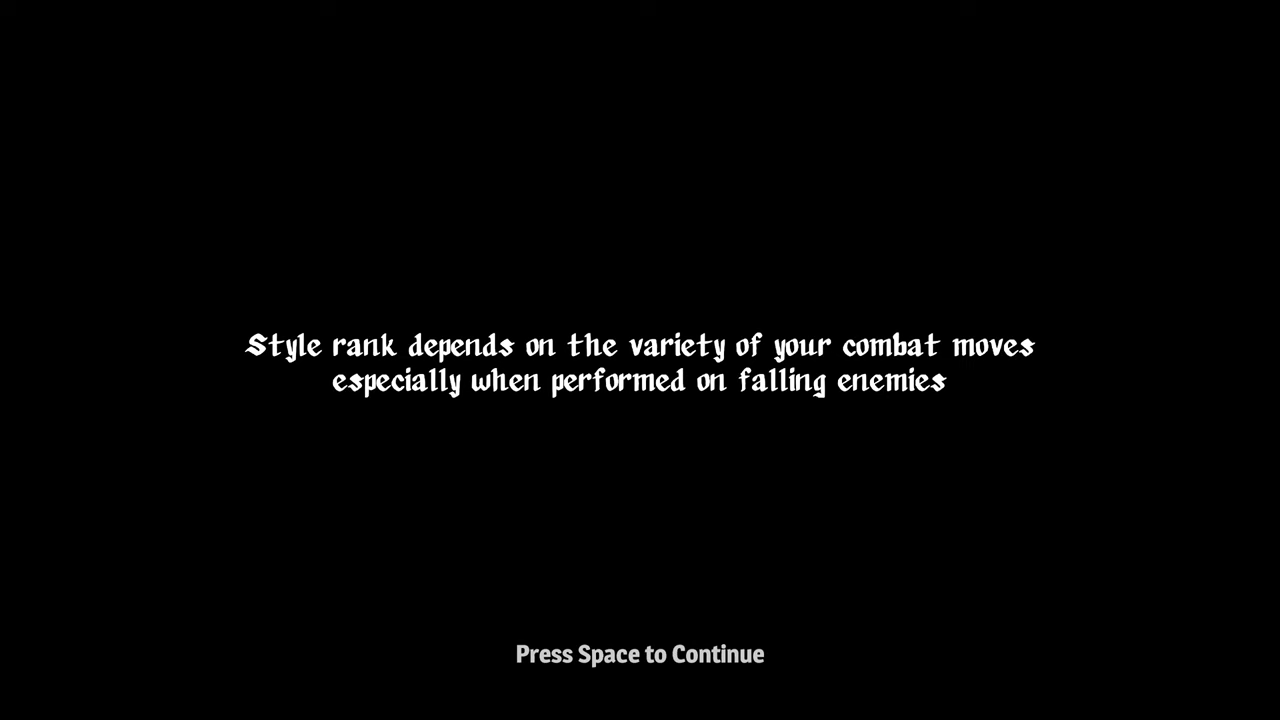 Style rank depends on the variety of your combat moves
especially when performed on falling enemies
Press Space to Continue